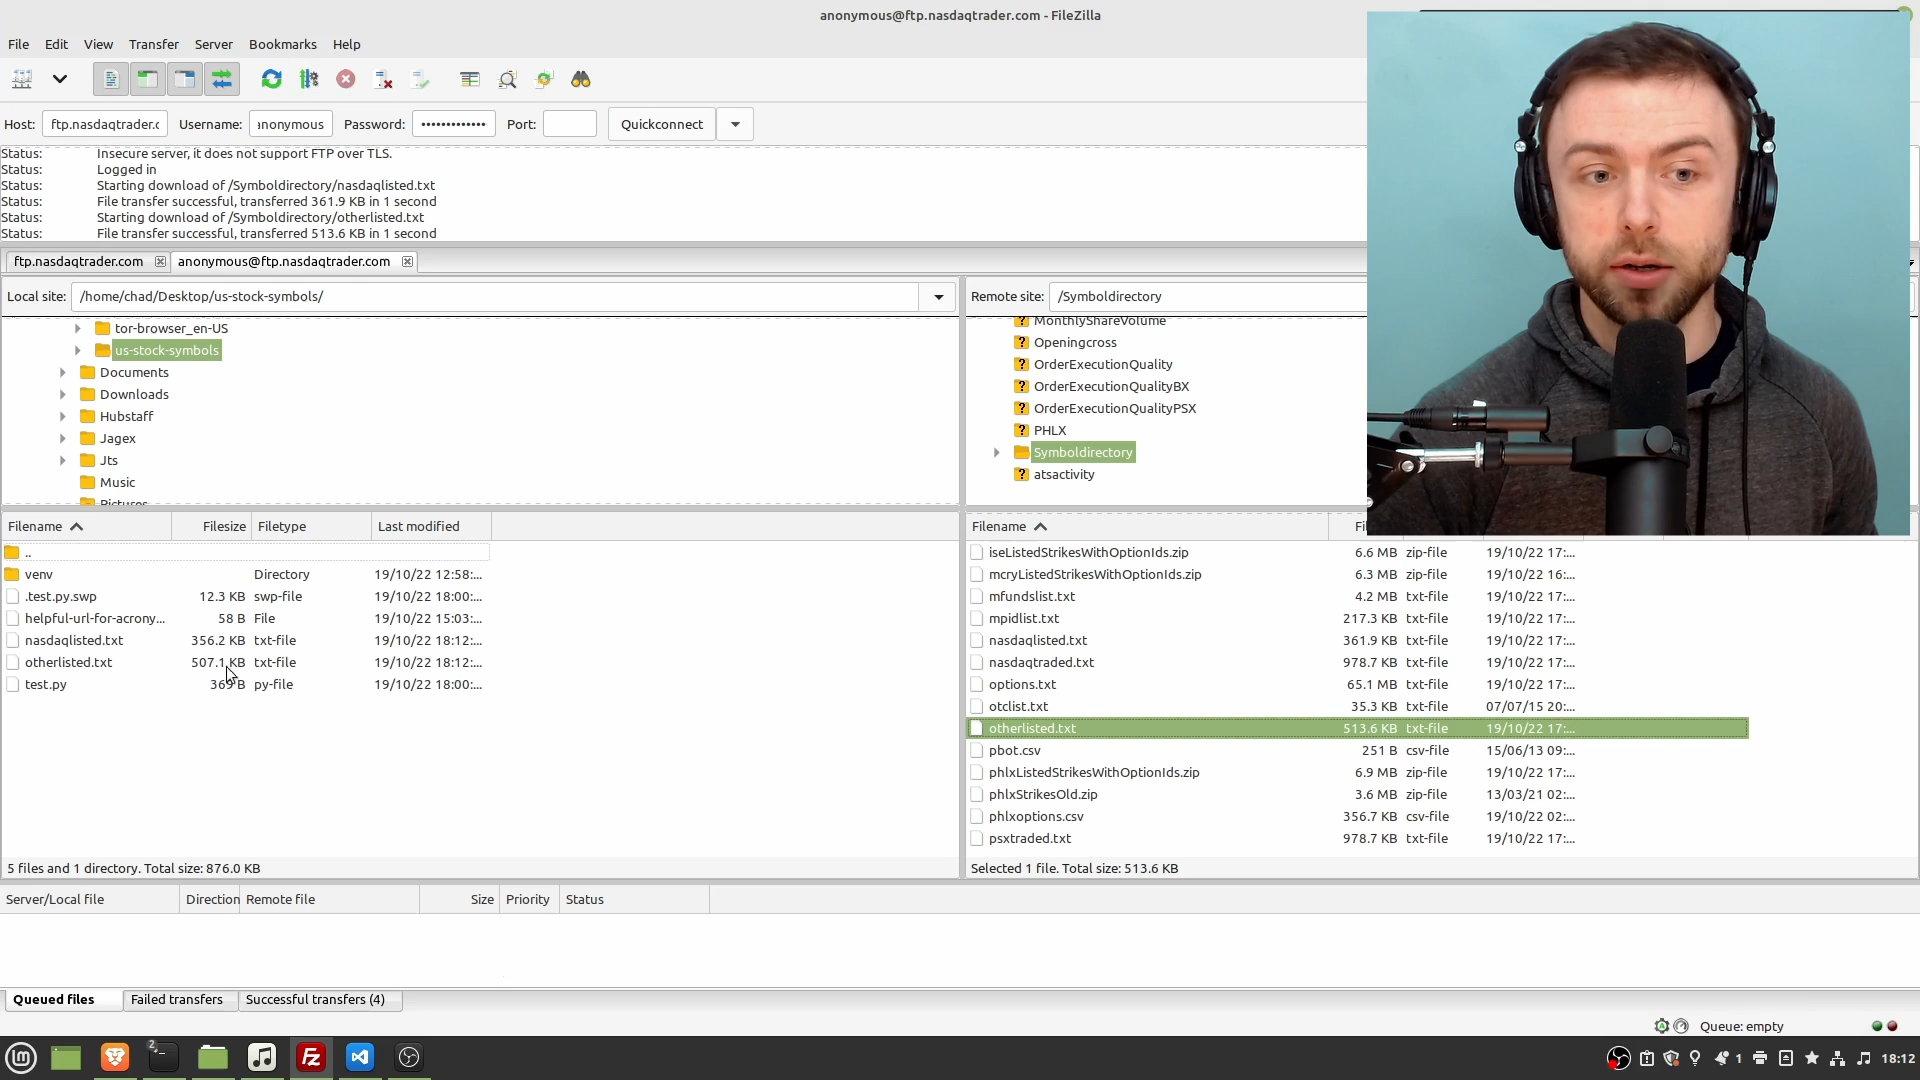 anonymous@ftp.nasdaqtrader.com - FileZilla
File Edit View Transfer Server Bookmarks Help
Host: ftp.nasdaqtrader.c Username: anonymous Password: ••••••••••••• Port: Quickconnect
Status: Insecure server, it does not support FTP over TLS.
Status: Logged in
Status: Starting download of /Symboldirectory/nasdaqlisted.txt
Status: File transfer successful, transferred 361.9 KB in 1 second
Status: Starting download of /Symboldirectory/otherlisted.txt
Status: File transfer successful, transferred 513.6 KB in 1 second
ftp.nasdaqtrader.com anonymous@ftp.nasdaqtrader.com
Local site: /home/chad/Desktop/us-stock-symbols/
tor-browser_en-US
us-stock-symbols
Documents
Downloads
Hubstaff
Jagex
Jts
Music
Pictures
Filename Filesize Filetype Last modified
..
venv Directory 19/10/22 12:58:...
.test.py.swp 12.3 KB swp-file 19/10/22 18:00:...
helpful-url-for-acrony... 58 B File 19/10/22 15:03:...
nasdaqlisted.txt 356.2 KB txt-file 19/10/22 18:12:...
otherlisted.txt 507.1 KB txt-file 19/10/22 18:12:...
test.py 369 B py-file 19/10/22 18:00:...
5 files and 1 directory. Total size: 876.0 KB
Remote site: /Symboldirectory
MonthlyShareVolume
Openingcross
OrderExecutionQuality
OrderExecutionQualityBX
OrderExecutionQualityPSX
PHLX
Symboldirectory
atsactivity
Filename
iseListedStrikesWithOptionIds.zip 6.6 MB zip-file 19/10/22 17:...
mcryListedStrikesWithOptionIds.zip 6.3 MB zip-file 19/10/22 16:...
mfundslist.txt 4.2 MB txt-file 19/10/22 17:...
mpidlist.txt 217.3 KB txt-file 19/10/22 17:...
nasdaqlisted.txt 361.9 KB txt-file 19/10/22 17:...
nasdaqtraded.txt 978.7 KB txt-file 19/10/22 17:...
options.txt 65.1 MB txt-file 19/10/22 17:...
otclist.txt 35.3 KB txt-file 07/07/15 20:...
otherlisted.txt 513.6 KB txt-file 19/10/22 17:...
pbot.csv 251 B csv-file 15/06/13 09:...
phlxListedStrikesWithOptionIds.zip 6.9 MB zip-file 19/10/22 17:...
phlxStrikesOld.zip 3.6 MB zip-file 13/03/21 02:...
phlxoptions.csv 356.7 KB csv-file 19/10/22 02:...
psxtraded.txt 978.7 KB txt-file 19/10/22 17:...
Selected 1 file. Total size: 513.6 KB
Server/Local file Direction Remote file Size Priority Status
Queued files Failed transfers Successful transfers (4)
Queue: empty
2 1 18:12